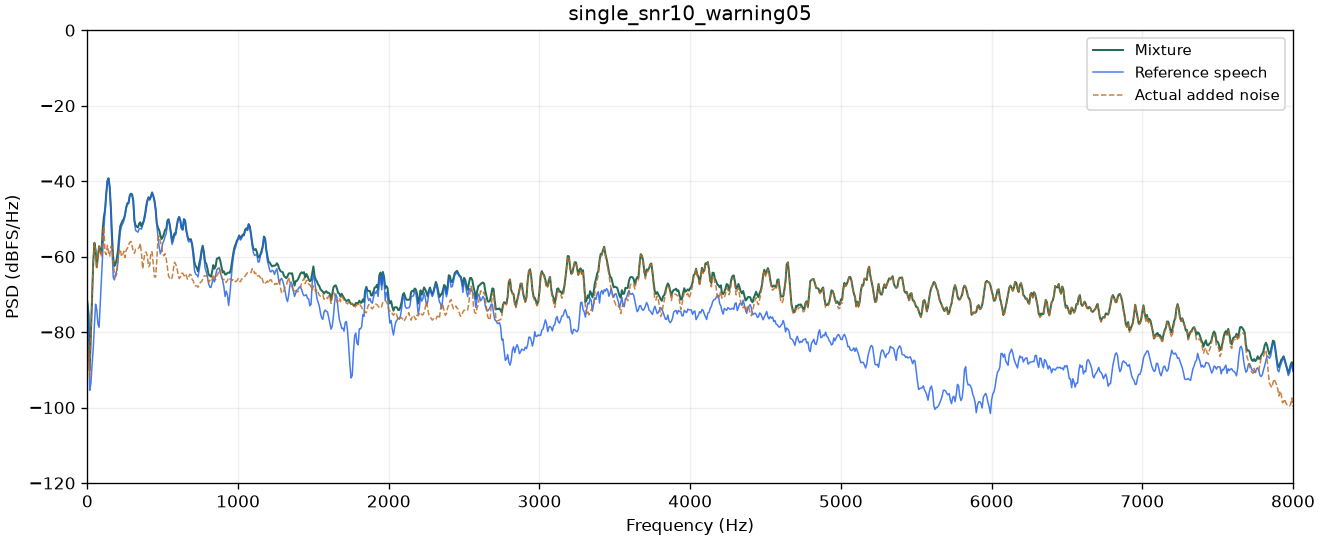 single_snr10_warning05
Mixture
Reference speech
Actual added noise
PSD (dBFS/Hz)
0
−20
−40
−60
−80
−100
−120
0 1000 2000 3000 4000 5000 6000 7000 8000
Frequency (Hz)